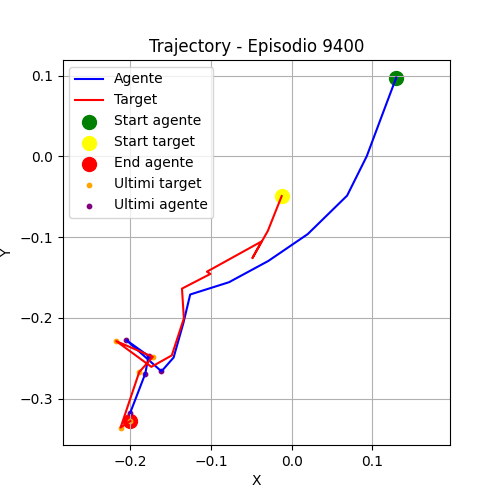 Trajectory - Episodio 9400
Agente
Target
Start agente
Start target
End agente
Ultimi target
Ultimi agente
0.1
0.0
−0.1
−0.2
−0.3
Y
−0.2
−0.1
0.0
0.1
X